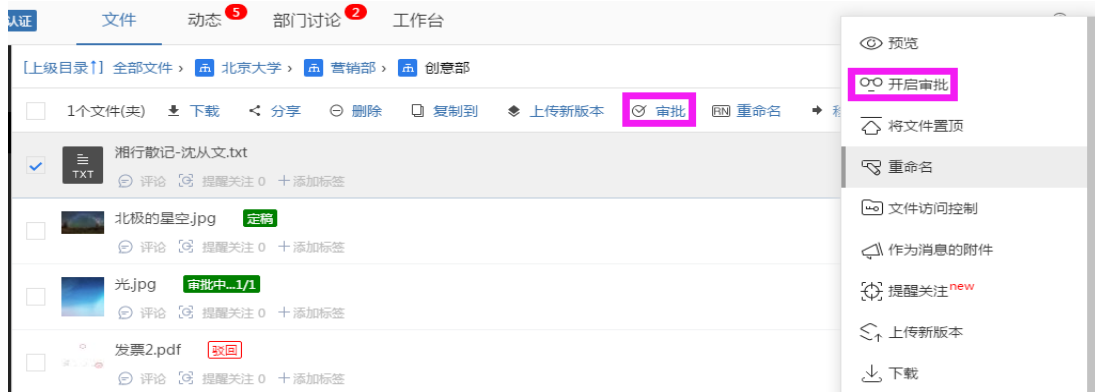 认证 文件 动态 5 部门讨论 2 工作台
[上级目录↑] 全部文件 › 北京大学 › 营销部 › 创意部
1个文件(夹) 下载 分享 删除 复制到 上传新版本 审批 RN 重命名
TXT 湘行散记-沈从文.txt
评论 提醒关注 0 +添加标签
北极的星空.jpg 定稿
评论 提醒关注 0 +添加标签
光.jpg 审批中...1/1
评论 提醒关注 0 +添加标签
发票2.pdf 驳回
评论 提醒关注 0 +添加标签
预览
开启审批
将文件置顶
重命名
文件访问控制
作为消息的附件
提醒关注new
上传新版本
下载